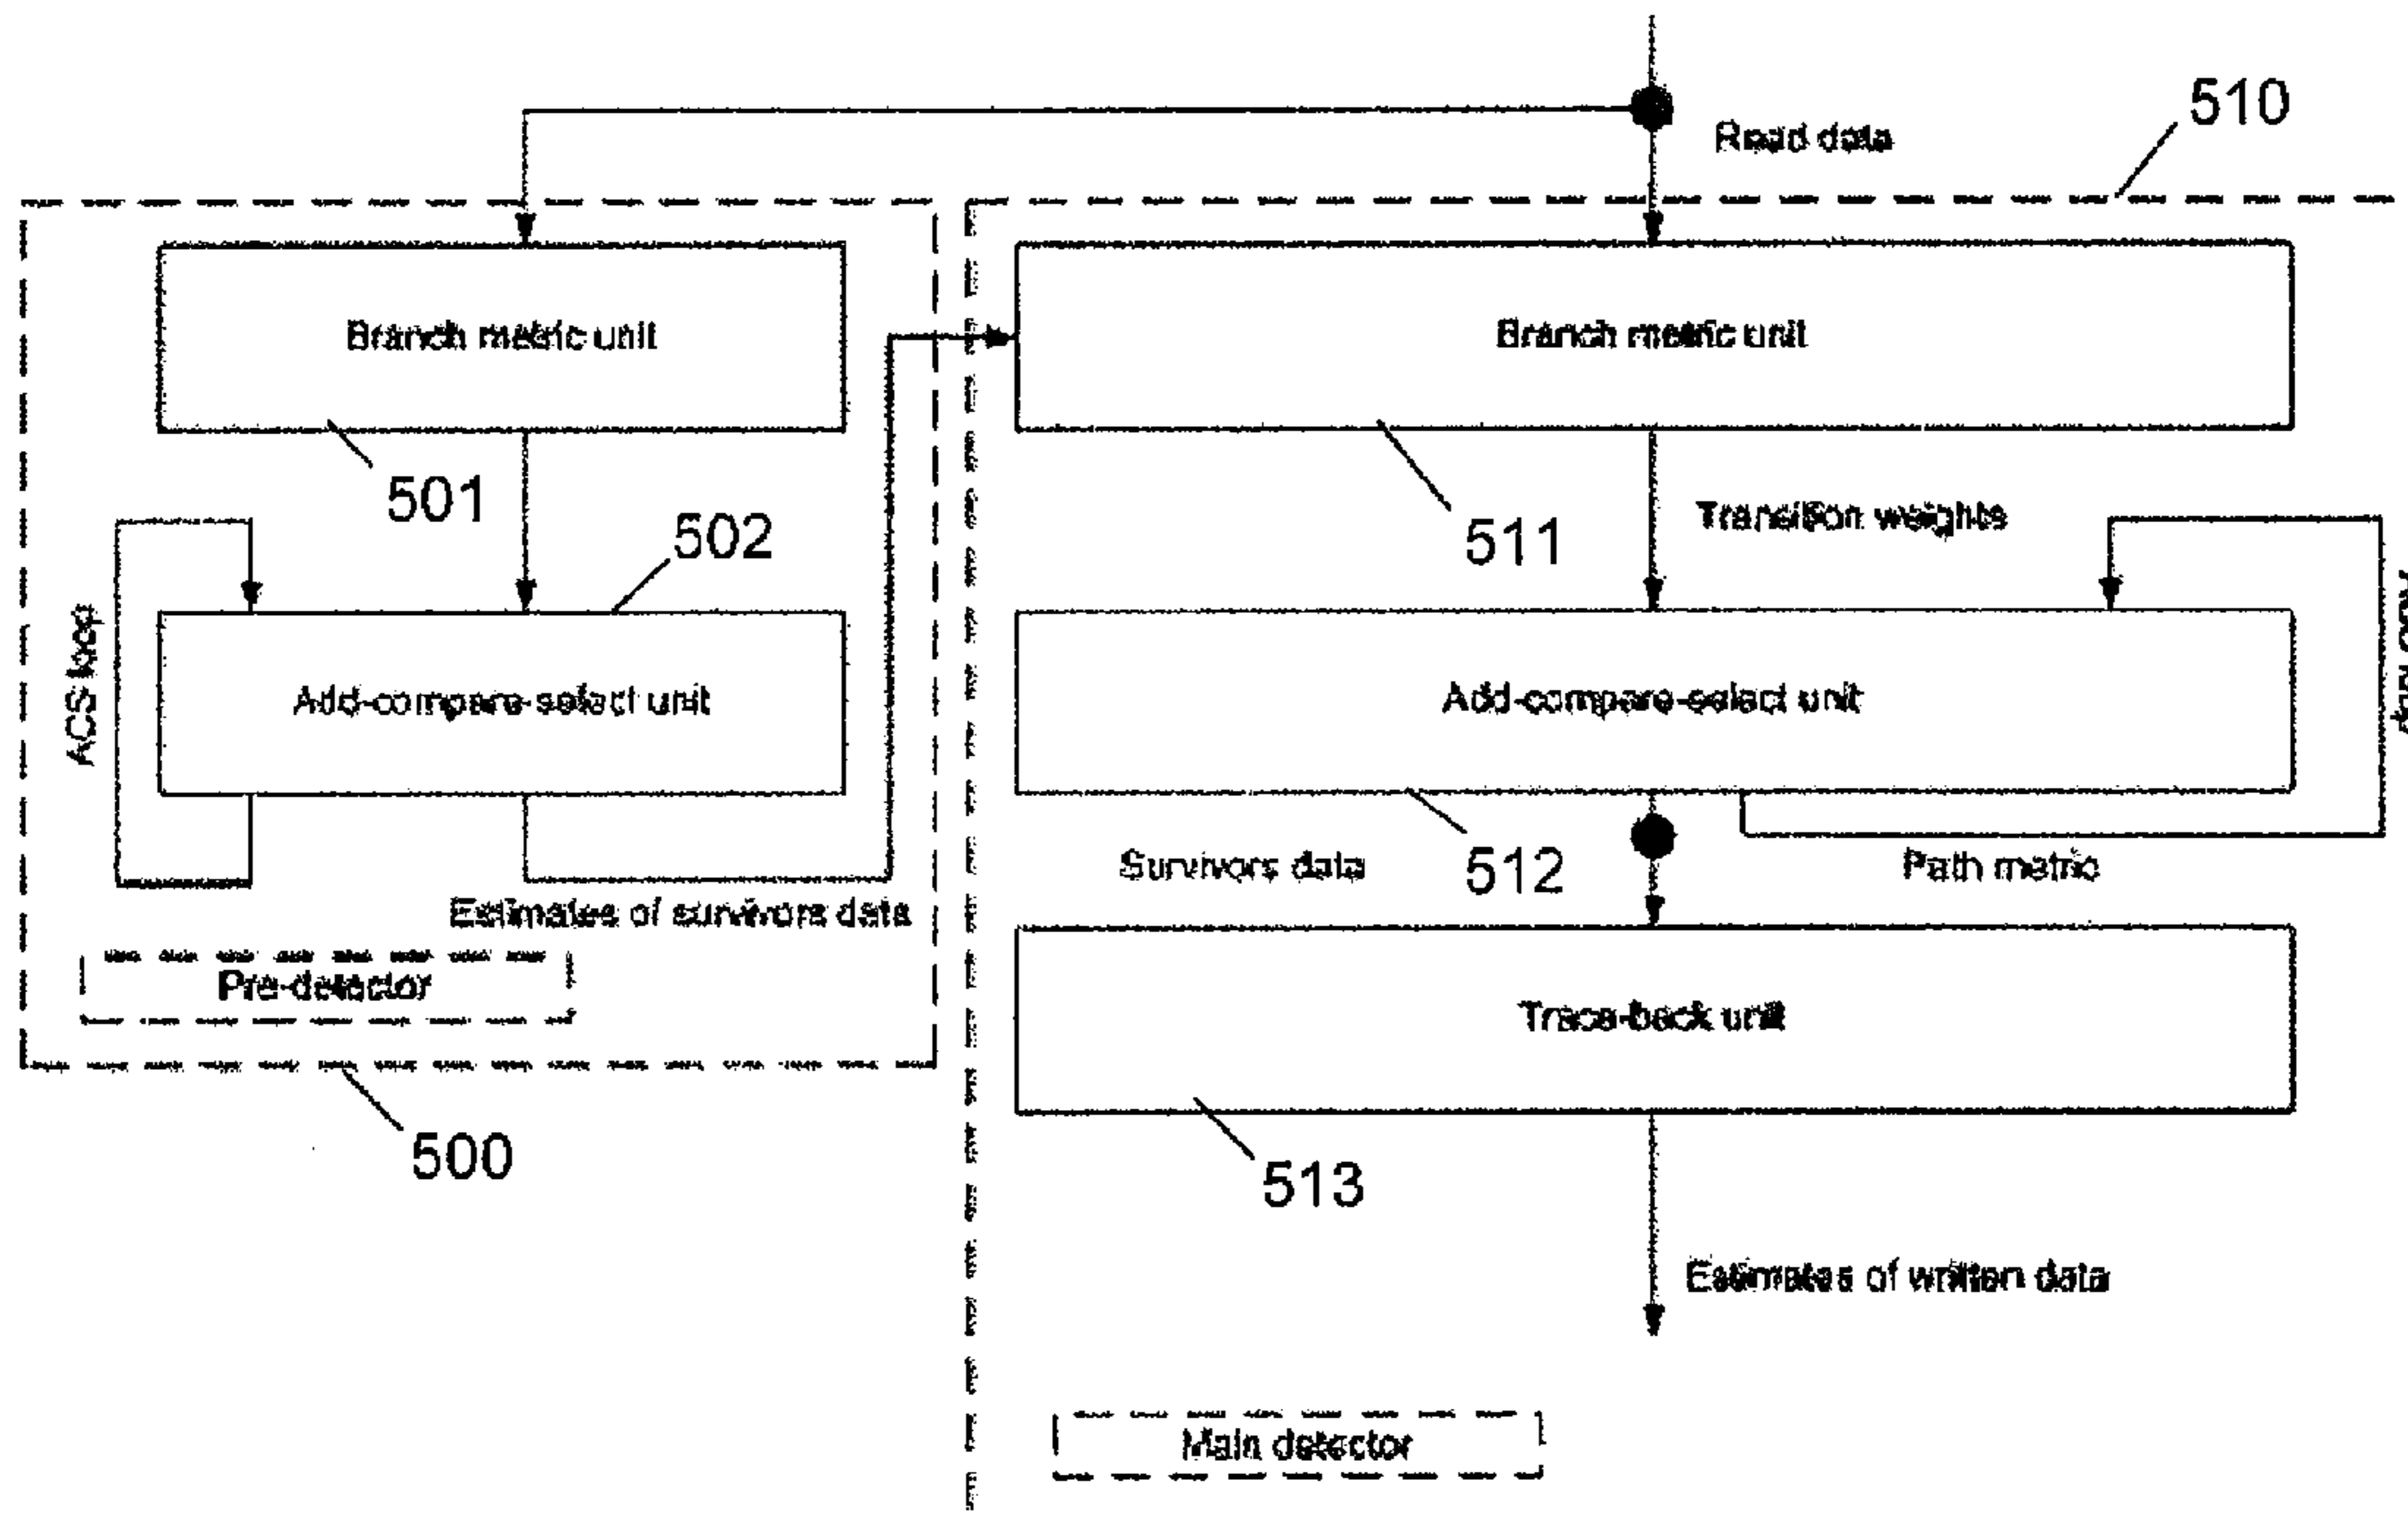 510
Read data
Branch metric unit
Branch metric unit
501
502
511
Transition weights
ACS loop
Add-compare-select unit
Add-compare-select unit
Survivors data
512
Path metric
Estimates of survivors data
Pre-detector
Trace-back unit
500
513
Estimates of written data
Main detector